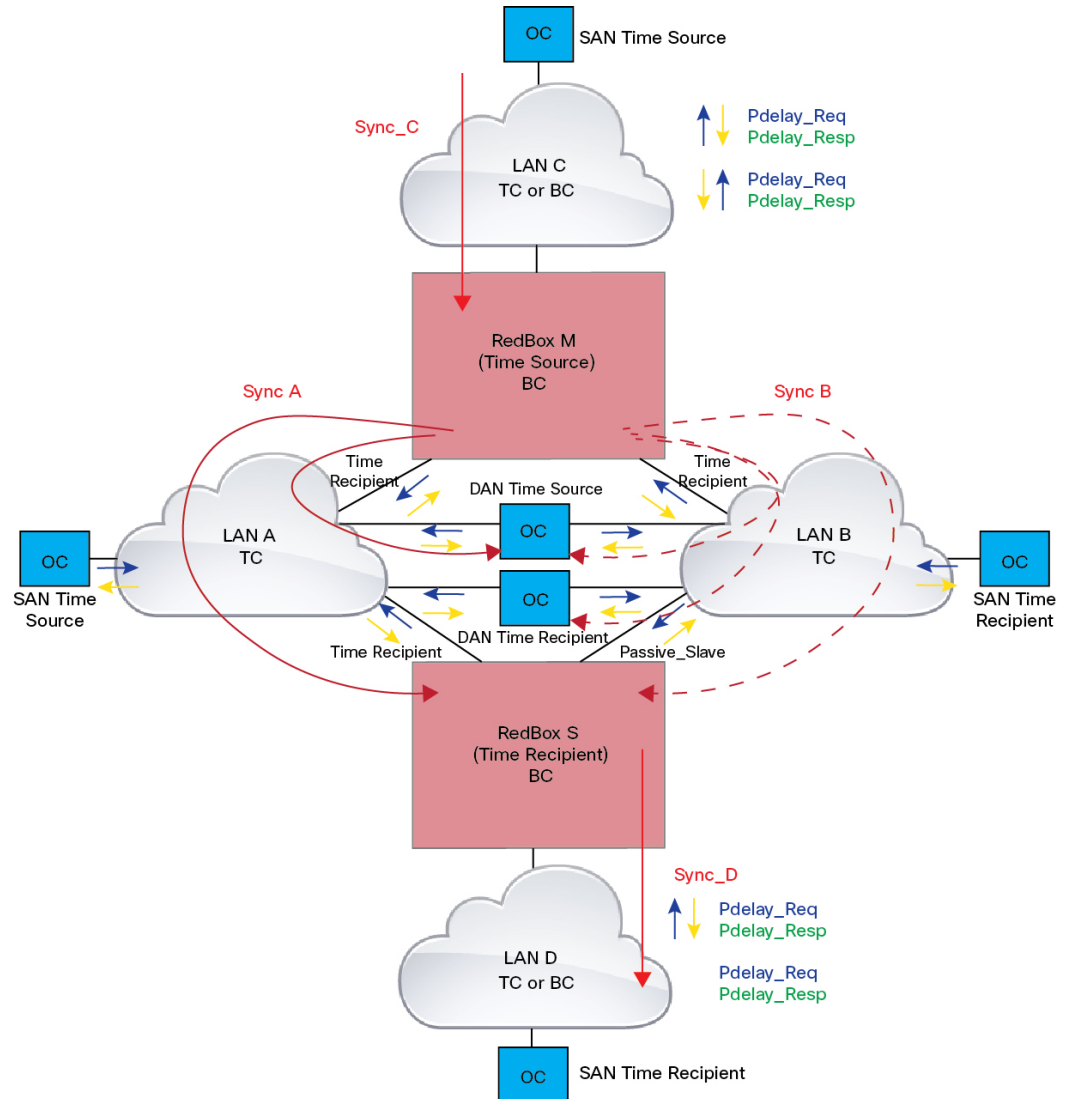 OC
SAN Time Source
Sync_C
Pdelay_Req
Pdelay_Resp
LAN C
TC or BC
Pdelay_Req
Pdelay_Resp
RedBox M
(Time Source)
BC
Sync A
Sync B
Time
Recipient
Time
Recipient
DAN Time Source
OC
LAN A
TC
LAN B
TC
OC
SAN Time
Source
OC
SAN Time
Recipient
OC
DAN Time Recipient
Time Recipient
Passive_Slave
RedBox S
(Time Recipient)
BC
Sync_D
Pdelay_Req
Pdelay_Resp
LAN D
TC or BC
Pdelay_Req
Pdelay_Resp
OC
SAN Time Recipient